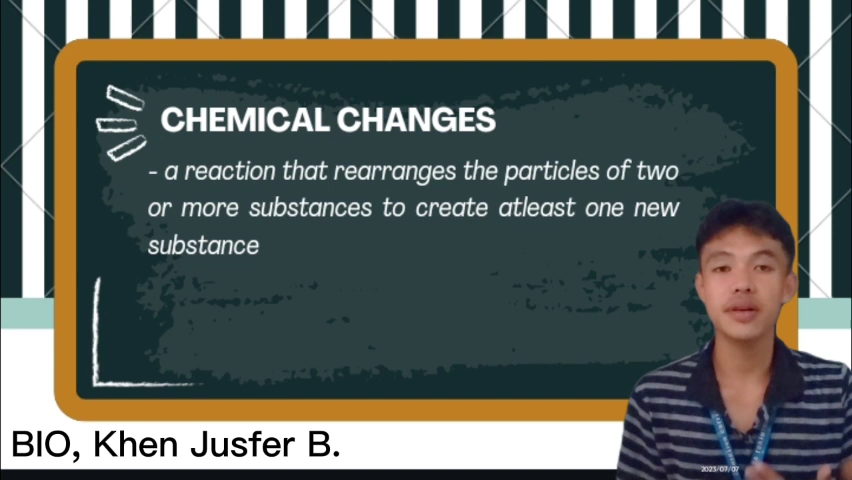 CHEMICAL CHANGES
- a reaction that rearranges the particles of two
or more substances to create atleast one new
substance
BIO, Khen Jusfer B.
2023/07/07